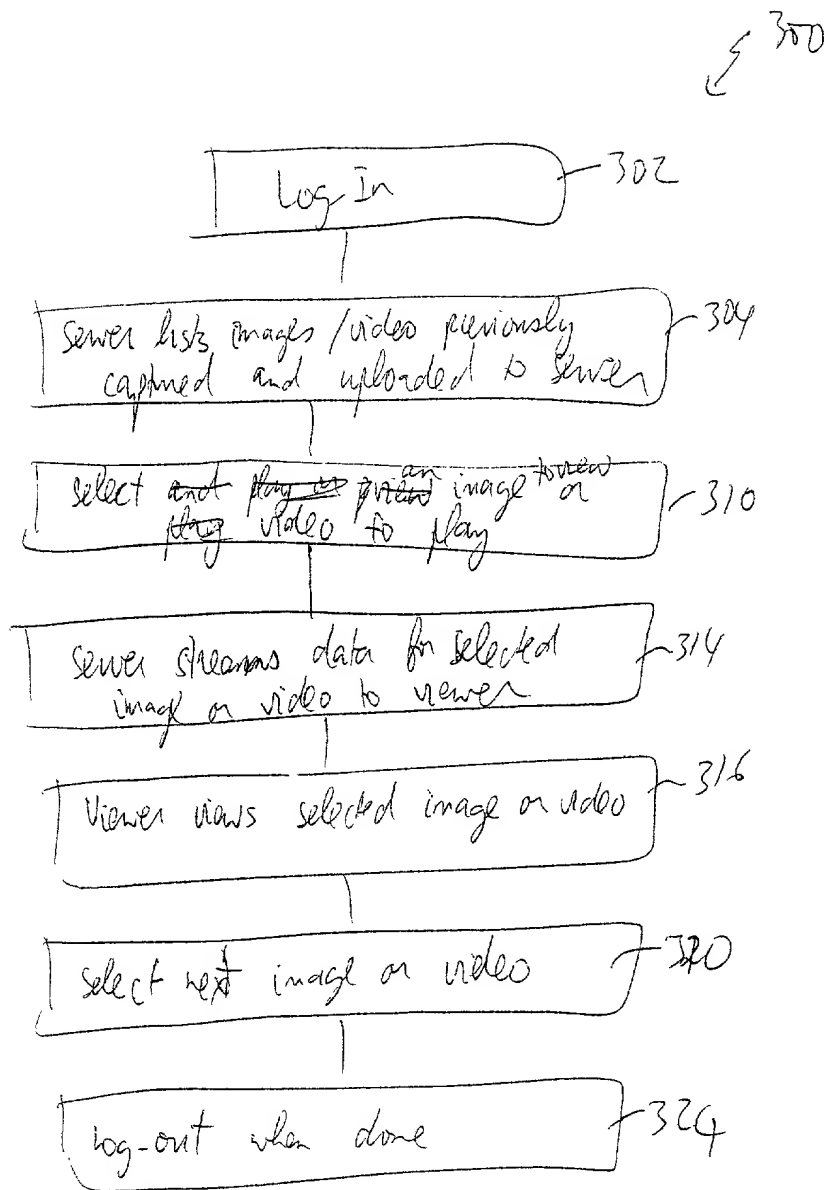 300
Log-In
302
server lists images/video previously
captured and uploaded to server
304
select an image to view or
video to play
310
server streams data for selected
image or video to viewer
314
Viewer views selected image or video
316
select next image or video
320
Log-out when done
324